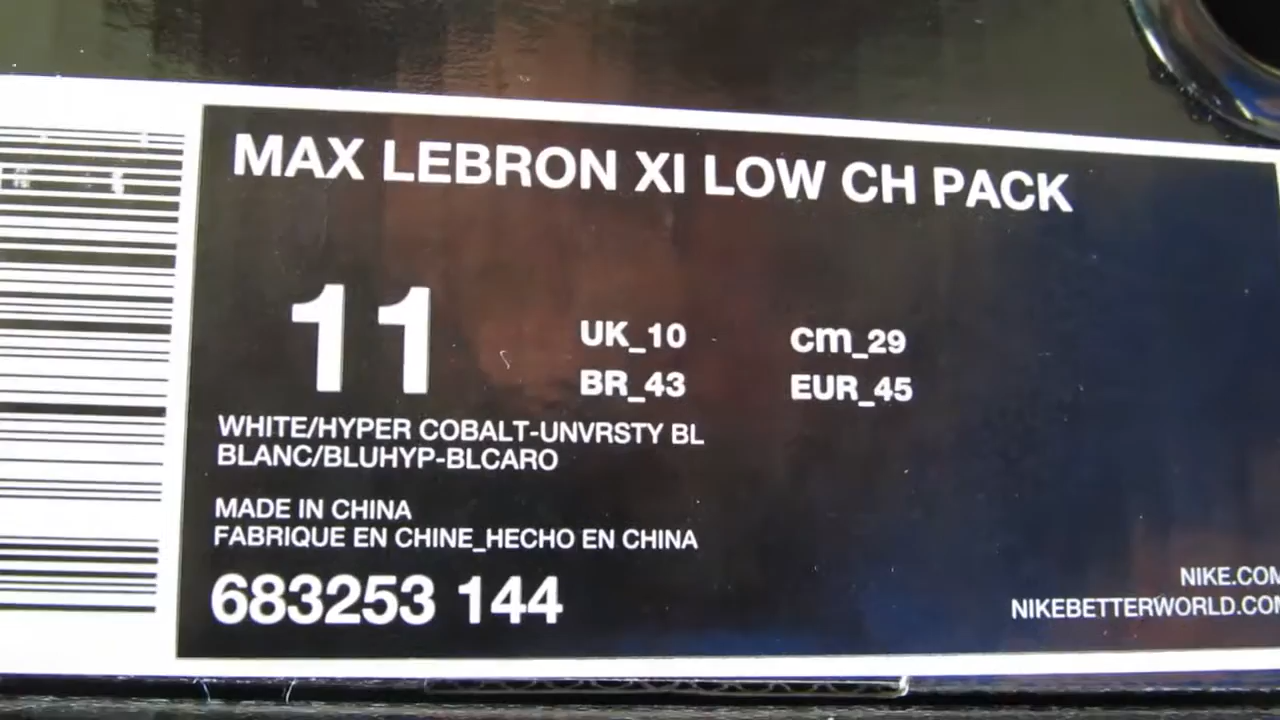 MAX LEBRON XI LOW CH PACK
11
UK_10 cm_29
BR_43 EUR_45
WHITE/HYPER COBALT-UNVRSTY BL
BLANC/BLUHYP-BLCARO
MADE IN CHINA
FABRIQUE EN CHINE_HECHO EN CHINA
683253 144
NIKE.COM
NIKEBETTERWORLD.COM